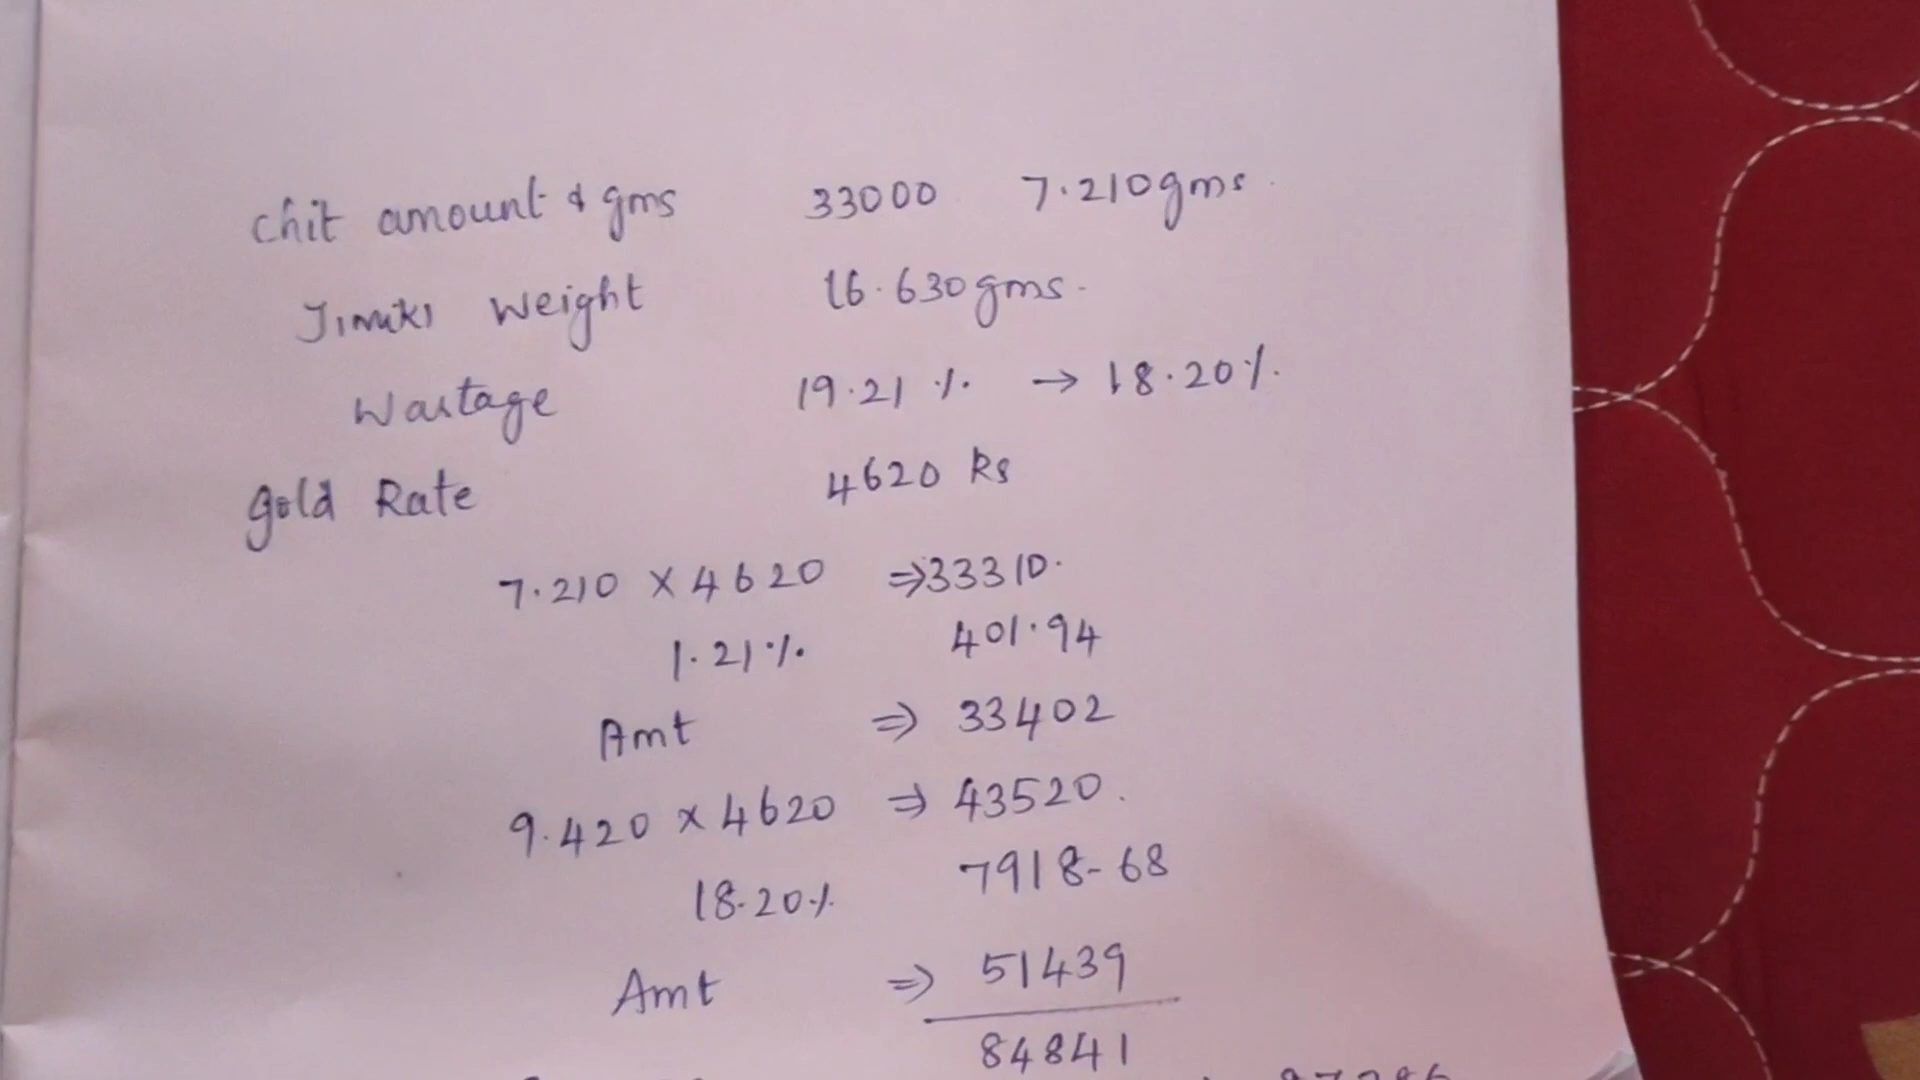 chit amount & gms 33000 7.210gms.
Jimiki Weight 16.630gms.
Wastage 19.21 % → 18.20%.
gold Rate 4620 Rs
7.210 X 4620 ⇒ 33310.
1.21% 401.94
Amt ⇒ 33402
9.420 x 4620 ⇒ 43520.
18.20% 7918-68
Amt ⇒ 51439
84841